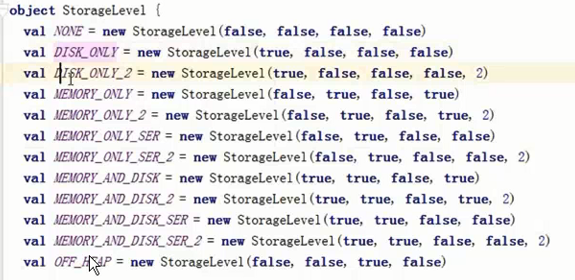 object StorageLevel {
val NONE = new StorageLevel(false, false, false, false)
val DISK_ONLY = new StorageLevel(true, false, false, false)
val DISK_ONLY_2 = new StorageLevel(true, false, false, false, 2)
val MEMORY_ONLY = new StorageLevel(false, true, false, true)
val MEMORY_ONLY_2 = new StorageLevel(false, true, false, true, 2)
val MEMORY_ONLY_SER = new StorageLevel(false, true, false, false)
val MEMORY_ONLY_SER_2 = new StorageLevel(false, true, false, false, 2)
val MEMORY_AND_DISK = new StorageLevel(true, true, false, true)
val MEMORY_AND_DISK_2 = new StorageLevel(true, true, false, true, 2)
val MEMORY_AND_DISK_SER = new StorageLevel(true, true, false, false)
val MEMORY_AND_DISK_SER_2 = new StorageLevel(true, true, false, false, 2)
val OFF_HEAP = new StorageLevel(false, false, true, false)